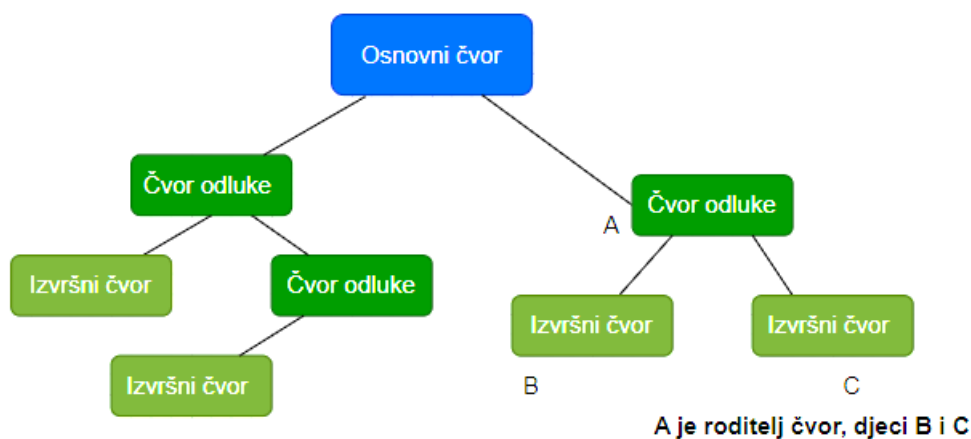 Osnovni čvor
Čvor odluke
Čvor odluke
A
Izvršni čvor
Čvor odluke
Izvršni čvor
Izvršni čvor
Izvršni čvor
B
C
A je roditelj čvor, djeci B i C